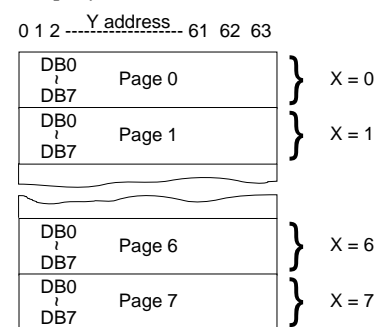 Y address
0 1 2 ------------------ 61 62 63
DB0
~
DB7
Page 0
X = 0
DB0
~
DB7
Page 1
X = 1
DB0
~
DB7
Page 6
X = 6
DB0
~
DB7
Page 7
X = 7